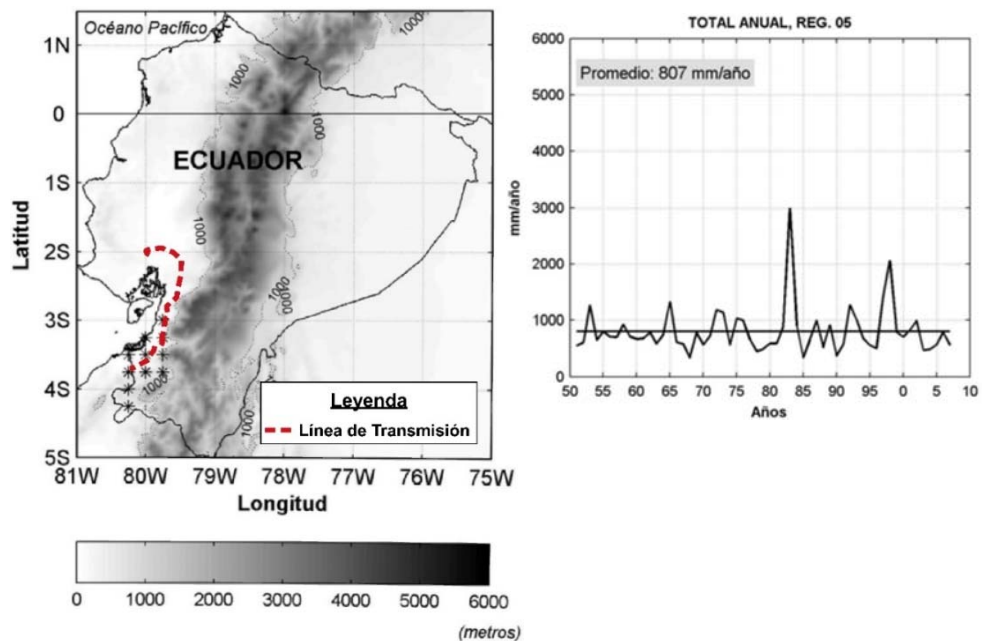 Océano Pacífico
1N
0
1S
2S
3S
4S
5S
Latitud
1000
1000
1000
1000
1000
1000
1000
1000
ECUADOR
Leyenda
Línea de Transmisión
81W 80W 79W 78W 77W 76W 75W
Longitud
0 1000 2000 3000 4000 5000 6000
(metros)
TOTAL ANUAL, REG. 05
Promedio: 807 mm/año
6000
5000
4000
3000
2000
1000
0
mm/año
50 55 60 65 70 75 80 85 90 95 0 5 10
Años